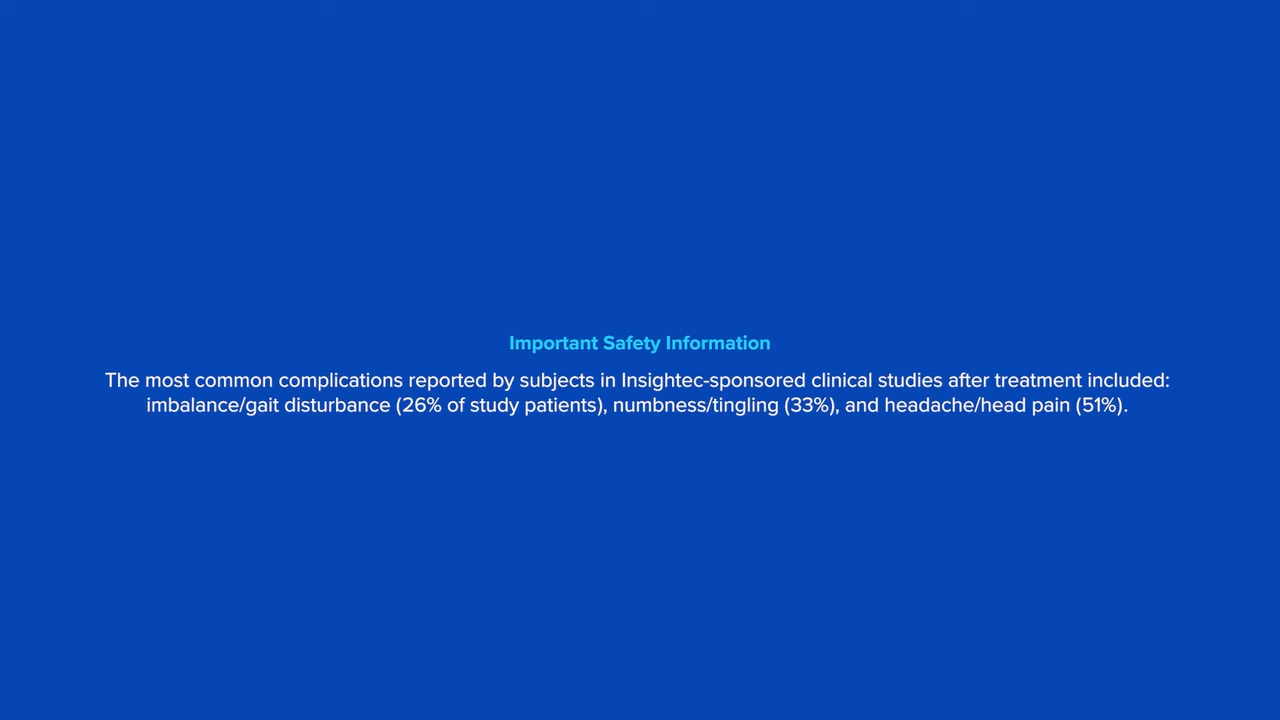 Important Safety Information
The most common complications reported by subjects in Insightec-sponsored clinical studies after treatment included:
imbalance/gait disturbance (26% of study patients), numbness/tingling (33%), and headache/head pain (51%).